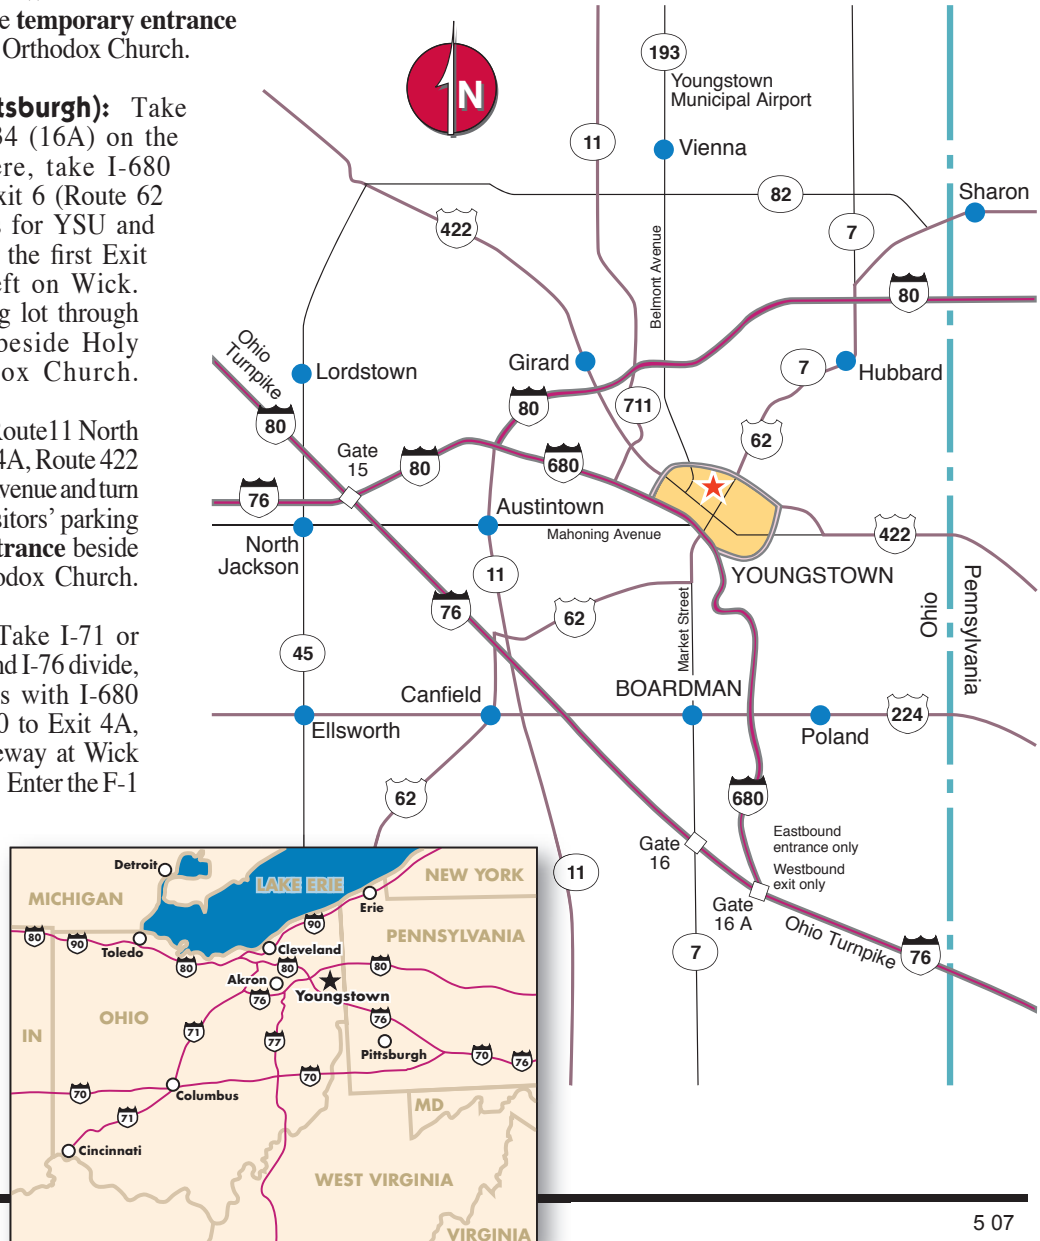 e temporary entrance
Orthodox Church.
tsburgh): Take
34 (16A) on the
ere, take I-680
xit 6 (Route 62
s for YSU and
the first Exit
eft on Wick.
g lot through
beside Holy
ox Church.
Route11 North
4A, Route 422
venue and turn
sitors' parking
trance beside
odox Church.
Take I-71 or
nd I-76 divide,
s with I-680
0 to Exit 4A,
eway at Wick
Enter the F-1
N
193
Youngstown
Municipal Airport
11
Vienna
82
Sharon
422
7
Belmont Avenue
80
Ohio
Turnpike
Girard
Lordstown
7
Hubbard
80
711
80
62
Gate
15
80
680
76
Austintown
Mahoning Avenue
422
North
Jackson
11
YOUNGSTOWN
76
62
Market Street
Ohio
Pennsylvania
45
Canfield
BOARDMAN
224
Ellsworth
Poland
62
680
Gate
16
Eastbound
entrance only
Westbound
exit only
11
Gate
16 A
Ohio Turnpike
76
7
Detroit
LAKE ERIE
NEW YORK
MICHIGAN
Erie
90
PENNSYLVANIA
80
90
Toledo
Cleveland
80
80
80
Akron
76
Youngstown
OHIO
76
IN
71
77
Pittsburgh
70
76
70
70
Columbus
MD
71
Cincinnati
WEST VIRGINIA
VIRGINIA
5 07